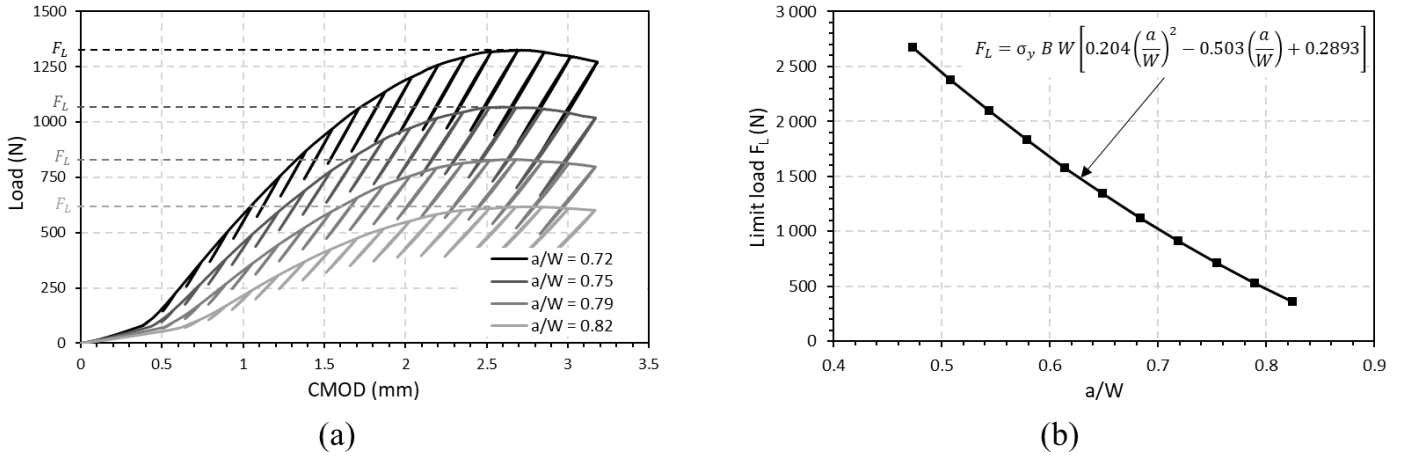 1500
1250
1000
750
500
250
0
Load (N)
F_L
F_L
F_L
F_L
a/W = 0.72
a/W = 0.75
a/W = 0.79
a/W = 0.82
0 0.5 1 1.5 2 2.5 3 3.5
CMOD (mm)
(a)
3 000
2 500
2 000
1 500
1 000
500
0
Limit load F_L (N)
F_L = σ_y B W [0.204 (a/W)^2 − 0.503 (a/W) + 0.2893]
0.4 0.5 0.6 0.7 0.8 0.9
a/W
(b)